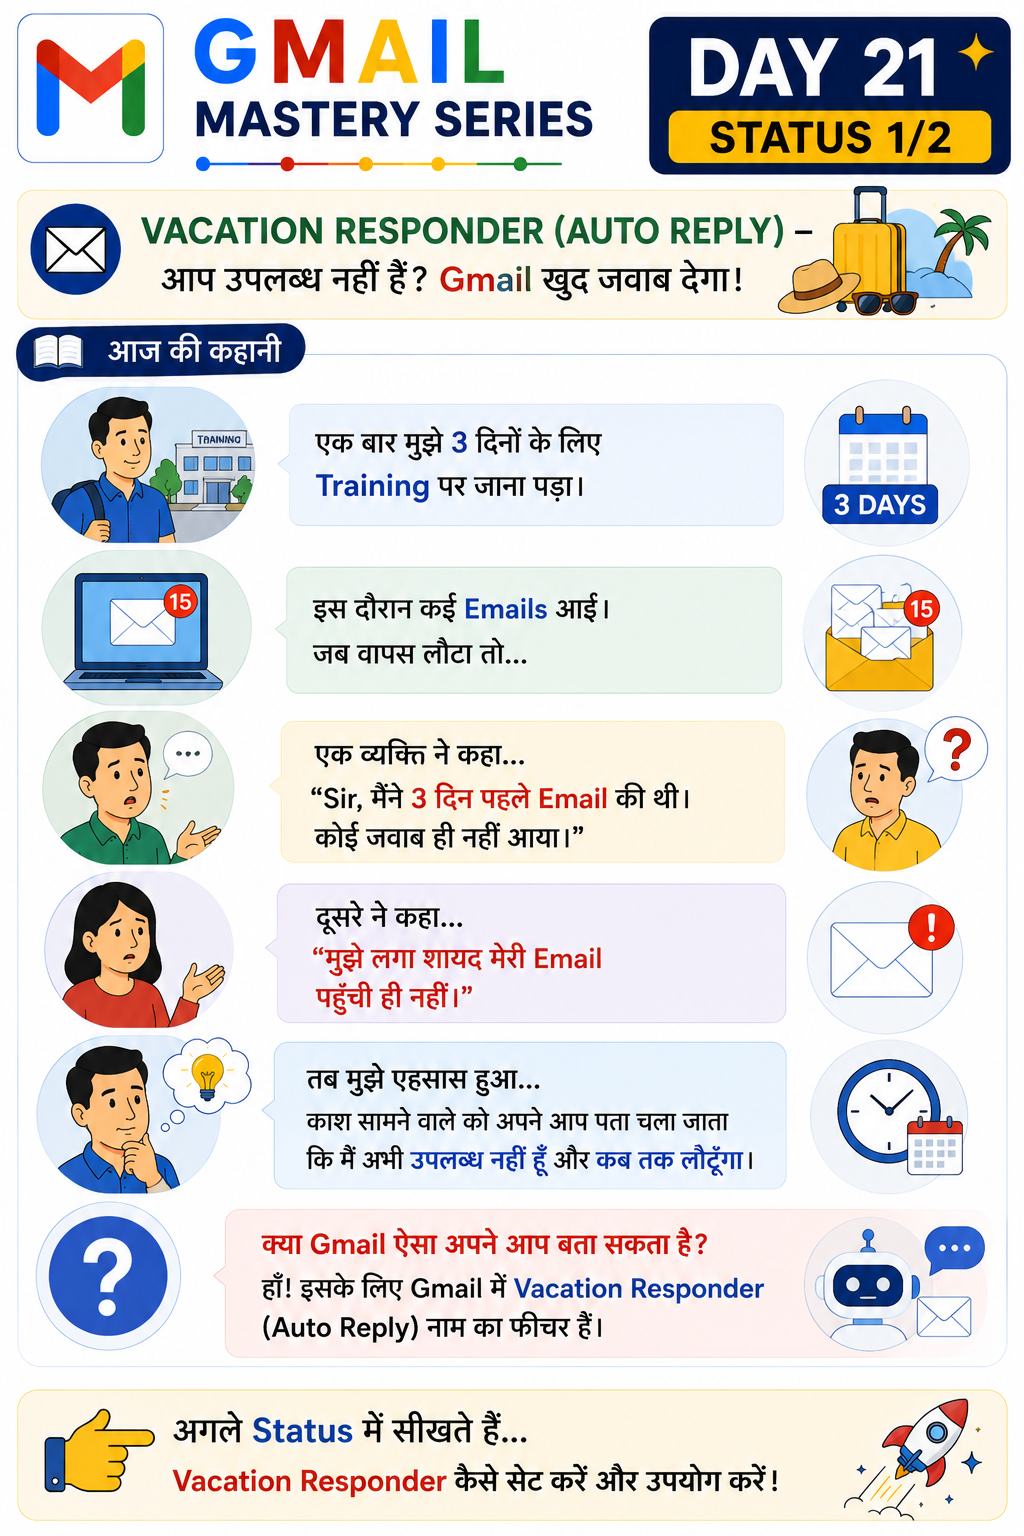 GMAIL
MASTERY SERIES
DAY 21
STATUS 1/2
VACATION RESPONDER (AUTO REPLY) –
आप उपलब्ध नहीं हैं? Gmail खुद जवाब देगा!
आज की कहानी
TRAINING
एक बार मुझे 3 दिनों के लिए
Training पर जाना पड़ा।
3 DAYS
15
इस दौरान कई Emails आई।
जब वापस लौटा तो...
15
एक व्यक्ति ने कहा...
“Sir, मैंने 3 दिन पहले Email की थी।
कोई जवाब ही नहीं आया।”
?
दूसरे ने कहा...
“मुझे लगा शायद मेरी Email
पहुँची ही नहीं।”
!
तब मुझे एहसास हुआ...
काश सामने वाले को अपने आप पता चला जाता
कि मैं अभी उपलब्ध नहीं हूँ और कब तक लौटूँगा।
?
क्या Gmail ऐसा अपने आप बता सकता है?
हाँ! इसके लिए Gmail में Vacation Responder
(Auto Reply) नाम का फीचर हैं।
अगले Status में सीखते हैं...
Vacation Responder कैसे सेट करें और उपयोग करें!